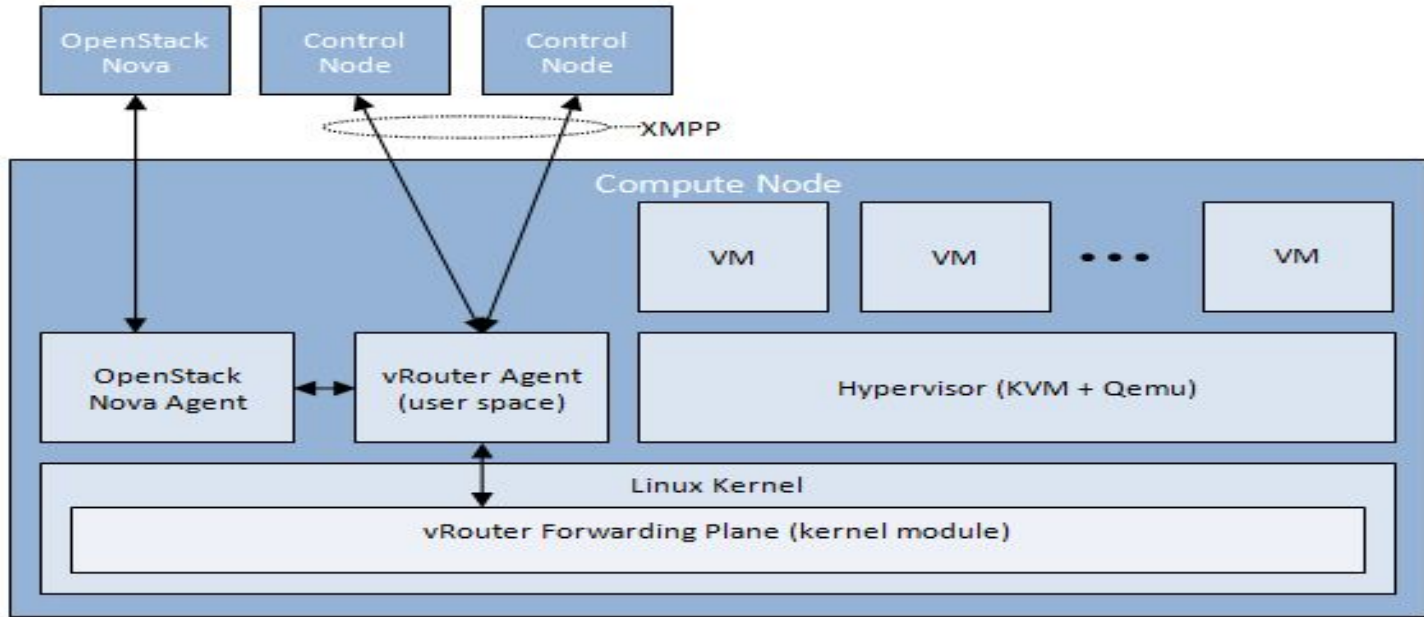 OpenStack
Nova
Control
Node
Control
Node
XMPP
Compute Node
VM
VM
VM
OpenStack
Nova Agent
vRouter Agent
(user space)
Hypervisor (KVM + Qemu)
Linux Kernel
vRouter Forwarding Plane (kernel module)